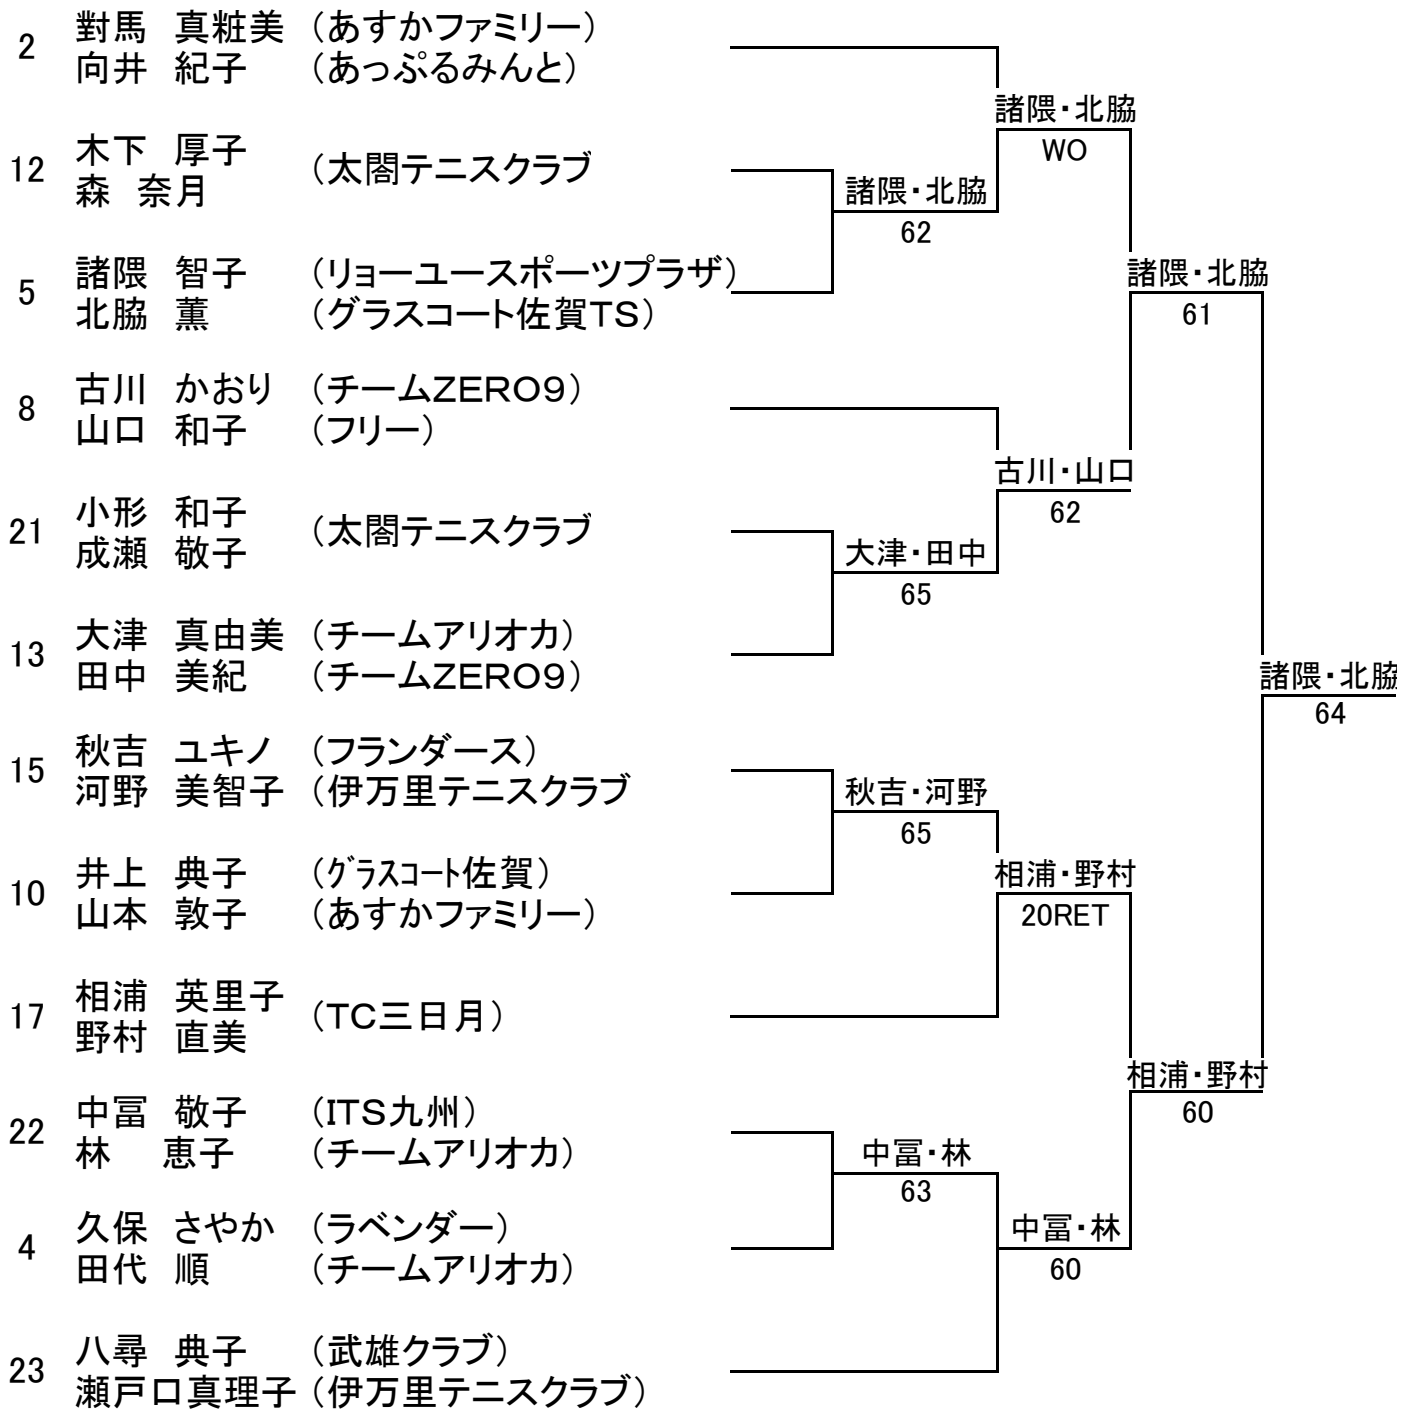 2 對馬 真粧美 (あすかファミリー)
向井 紀子 (あっぷるみんと)
諸隈・北脇
WO
12 木下 厚子 (太閤テニスクラブ
森 奈月
諸隈・北脇
62
5 諸隈 智子 (リョーユースポーツプラザ)
北脇 薫 (グラスコート佐賀TS)
諸隈・北脇
61
8 古川 かおり (チームZERO9)
山口 和子 (フリー)
古川・山口
62
21 小形 和子 (太閤テニスクラブ
成瀬 敬子
大津・田中
65
13 大津 真由美 (チームアリオカ)
田中 美紀 (チームZERO9)
諸隈・北脇
64
15 秋吉 ユキノ (フランダース)
河野 美智子 (伊万里テニスクラブ
秋吉・河野
65
10 井上 典子 (グラスコート佐賀)
山本 敦子 (あすかファミリー)
相浦・野村
20RET
17 相浦 英里子 (TC三日月)
野村 直美
相浦・野村
60
22 中冨 敬子 (ITS九州)
林 恵子 (チームアリオカ)
中冨・林
63
4 久保 さやか (ラベンダー)
田代 順 (チームアリオカ)
中冨・林
60
23 八尋 典子 (武雄クラブ)
瀬戸口真理子 (伊万里テニスクラブ)